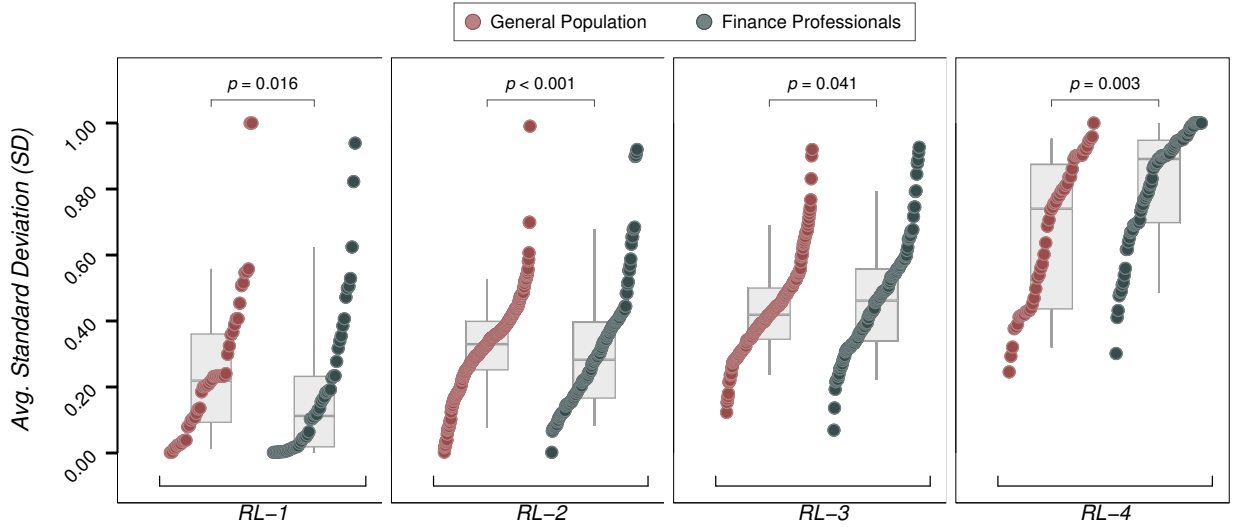 General Population Finance Professionals
p = 0.016 p < 0.001 p = 0.041 p = 0.003
Avg. Standard Deviation (SD)
1.00
0.80
0.60
0.40
0.20
0.00
RL−1 RL−2 RL−3 RL−4